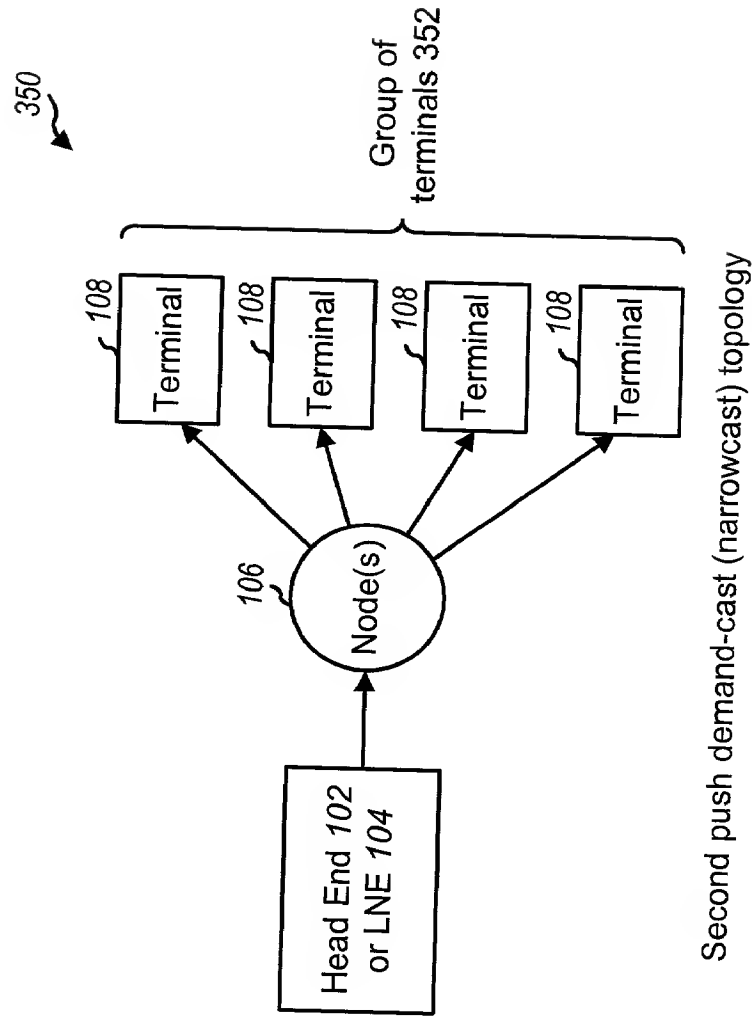 350
Head End 102
or LNE 104
106
Node(s)
108
Terminal
108
Terminal
108
Terminal
108
Terminal
Group of
terminals 352
Second push demand-cast (narrowcast) topology